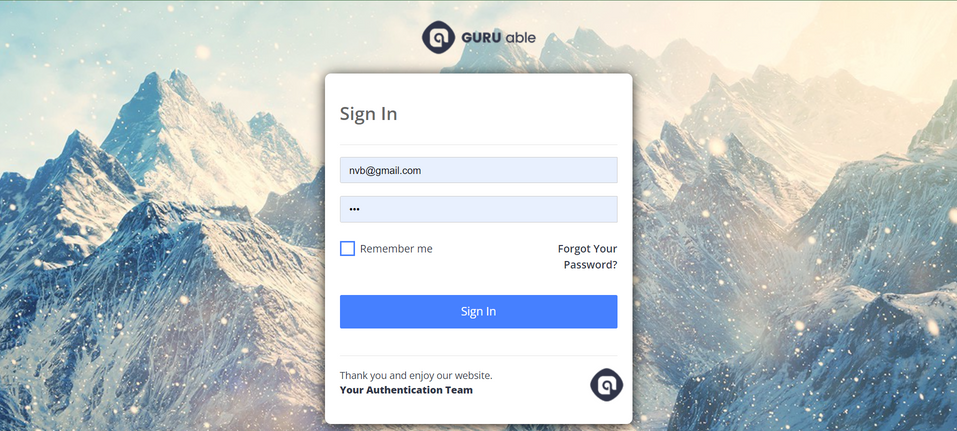 GURU able
Sign In
nvb@gmail.com
•••
Remember me
Forgot Your
Password?
Sign In
Thank you and enjoy our website.
Your Authentication Team